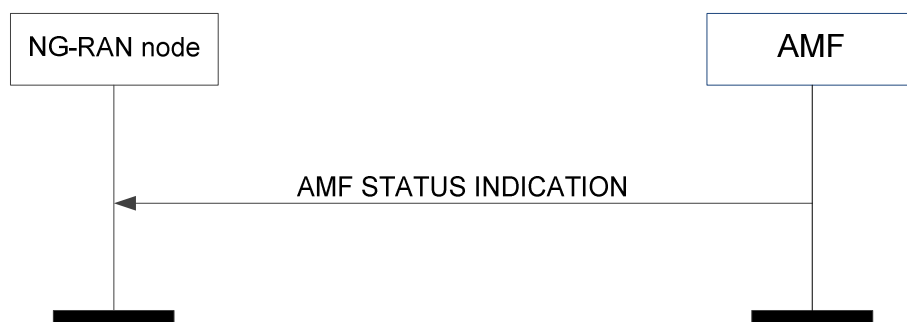 NG-RAN node
AMF
AMF STATUS INDICATION